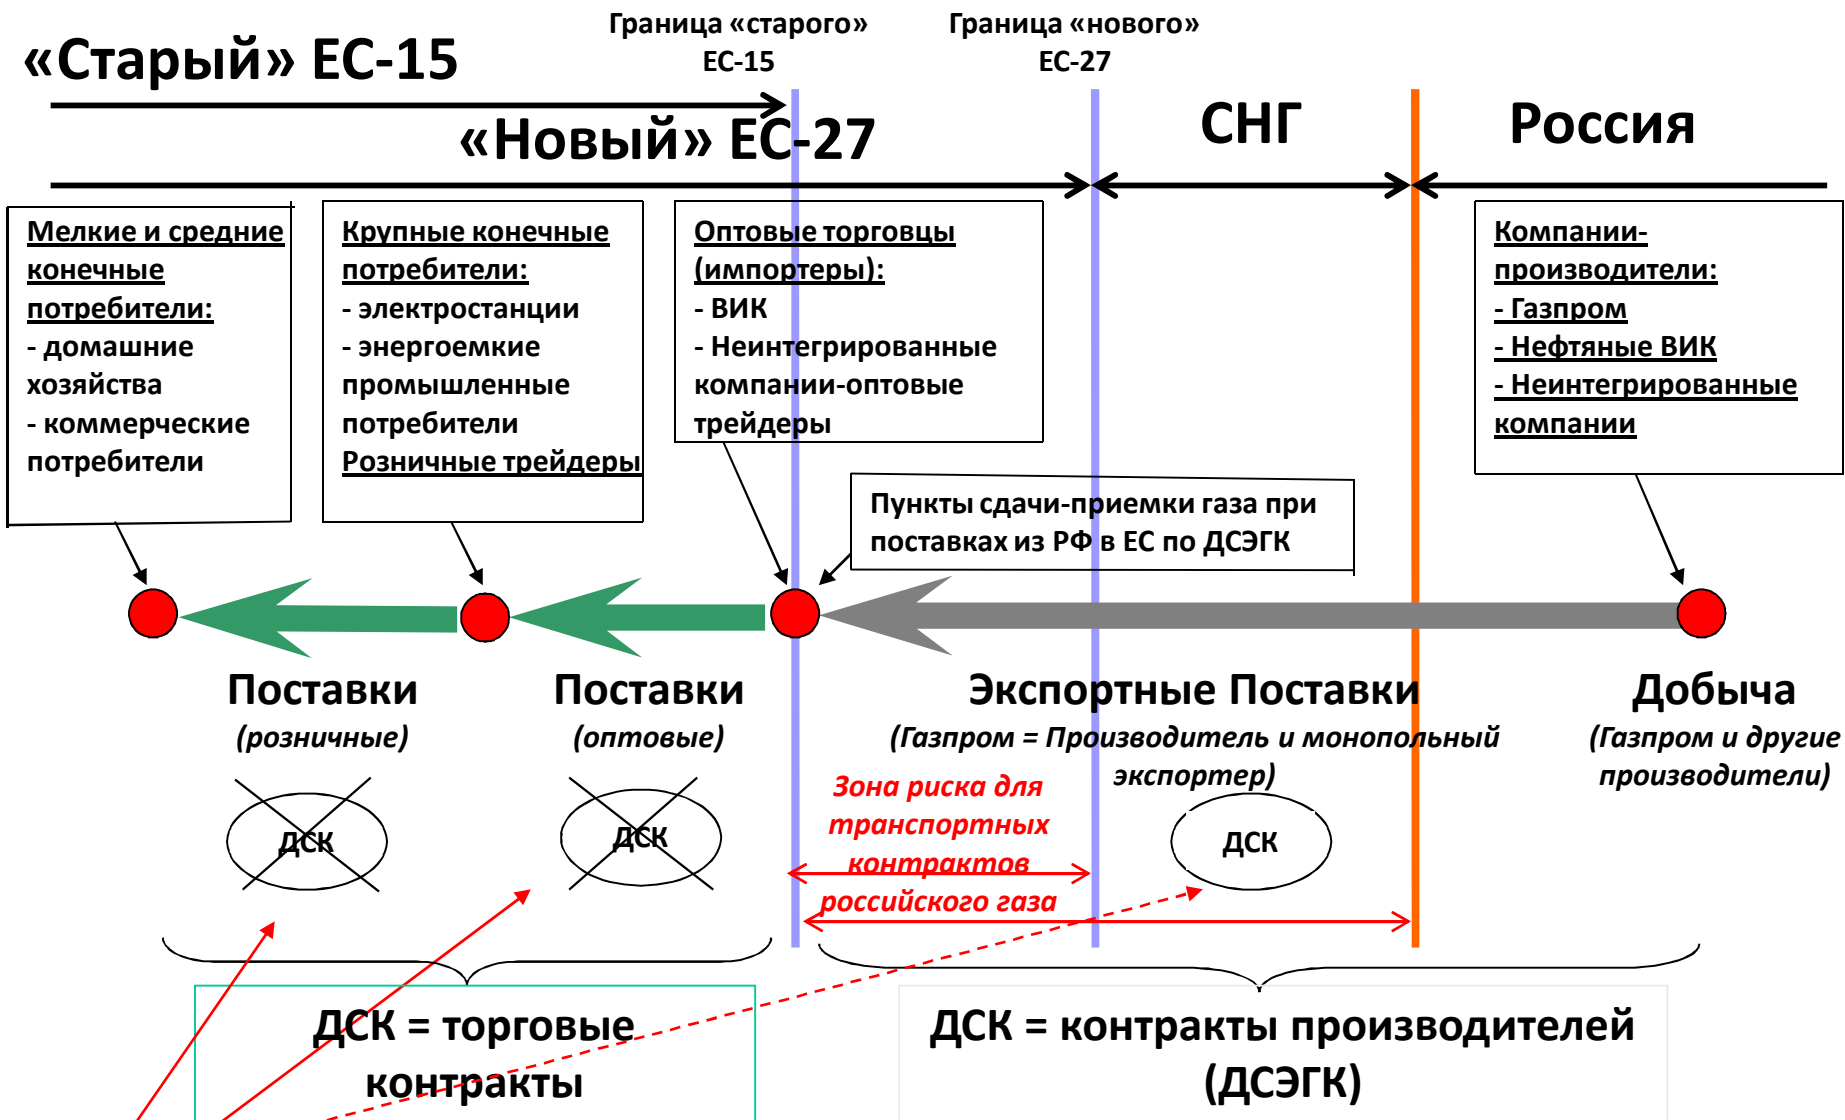 Граница «старого»
ЕС-15
Граница «нового»
ЕС-27
«Старый» ЕС-15
«Новый» ЕС-27
СНГ
Россия
Мелкие и средние
конечные
потребители:
- домашние
хозяйства
- коммерческие
потребители
Крупные конечные
потребители:
- электростанции
- энергоемкие
промышленные
потребители
Розничные трейдеры
Оптовые торговцы
(импортеры):
- ВИК
- Неинтегрированные
компании-оптовые
трейдеры
Компании-
производители:
- Газпром
- Нефтяные ВИК
- Неинтегрированные
компании
Пункты сдачи-приемки газа при
поставках из РФ в ЕС по ДСЭГК
Поставки
(розничные)
Поставки
(оптовые)
Экспортные Поставки
(Газпром = Производитель и монопольный
экспортер)
Добыча
(Газпром и другие
производители)
Зона риска для
транспортных
контрактов
российского газа
ДСК
ДСК
ДСК
ДСК = торговые
контракты
ДСК = контракты производителей
(ДСЭГК)